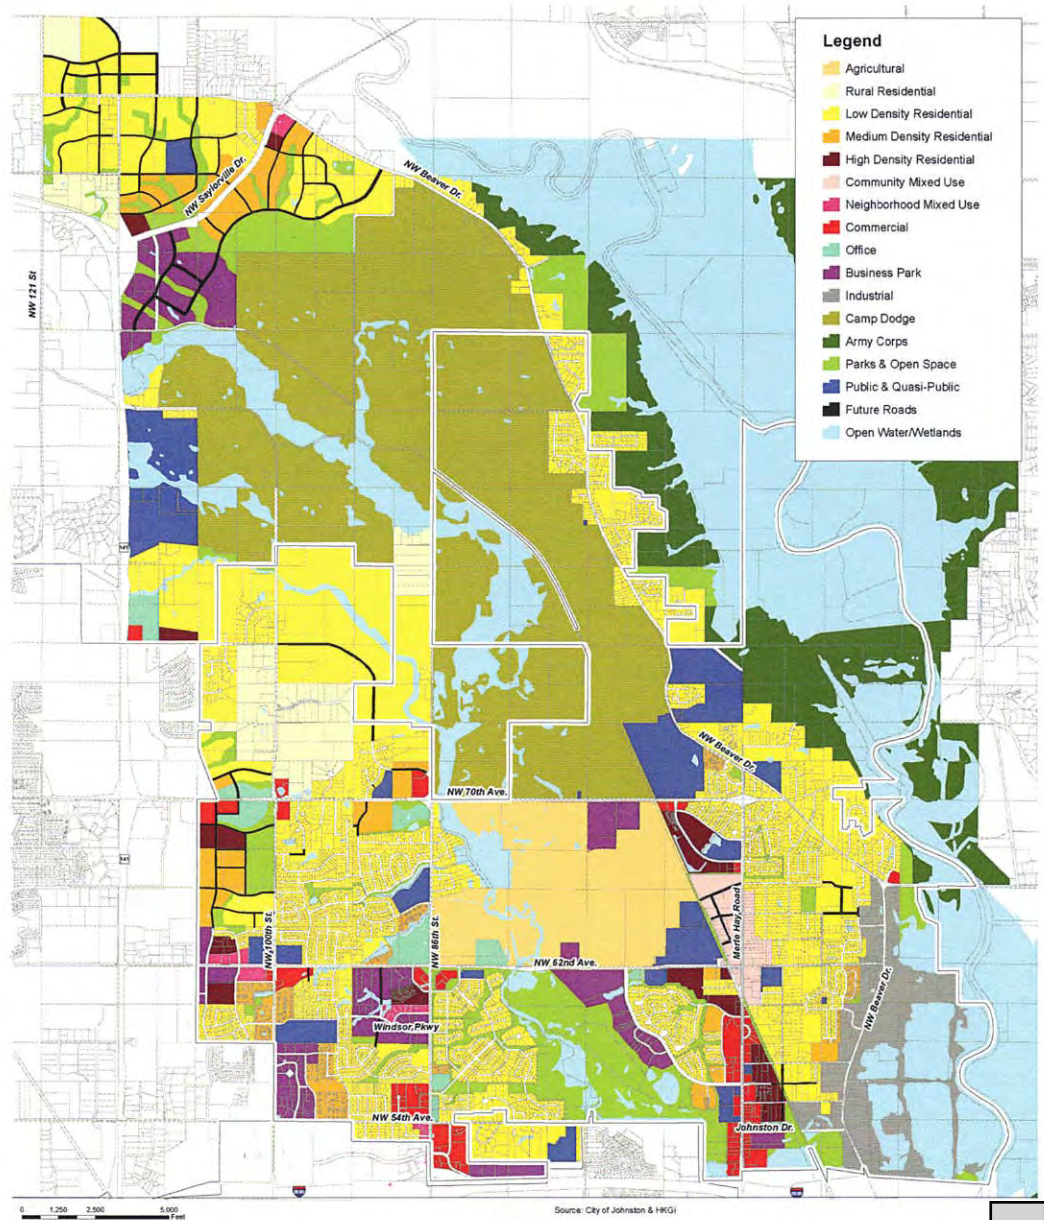 Legend
Agricultural
Rural Residential
Low Density Residential
Medium Density Residential
High Density Residential
Community Mixed Use
Neighborhood Mixed Use
Commercial
Office
Business Park
Industrial
Camp Dodge
Army Corps
Parks & Open Space
Public & Quasi-Public
Future Roads
Open Water/Wetlands
NW Saylorville Dr.
NW Beaver Dr.
NW 121 St
141
NW Beaver Dr.
NW 70th Ave.
141
Merle Hay Road
NW 100th St.
NW 86th St.
NW 62nd Ave.
NW Beaver Dr.
Windsor Pkwy
NW 54th Ave.
Johnston Dr.
0 1,250 2,500 5,000
Feet
Source: City of Johnston & HKGi